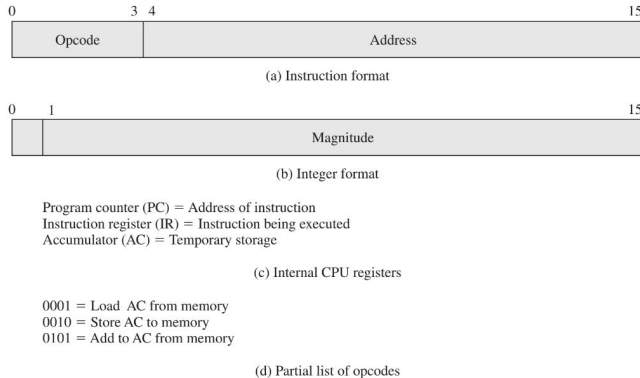 0 3 4 15
Opcode Address
(a) Instruction format
0 1 15
Magnitude
(b) Integer format
Program counter (PC) = Address of instruction
Instruction register (IR) = Instruction being executed
Accumulator (AC) = Temporary storage
(c) Internal CPU registers
0001 = Load AC from memory
0010 = Store AC to memory
0101 = Add to AC from memory
(d) Partial list of opcodes